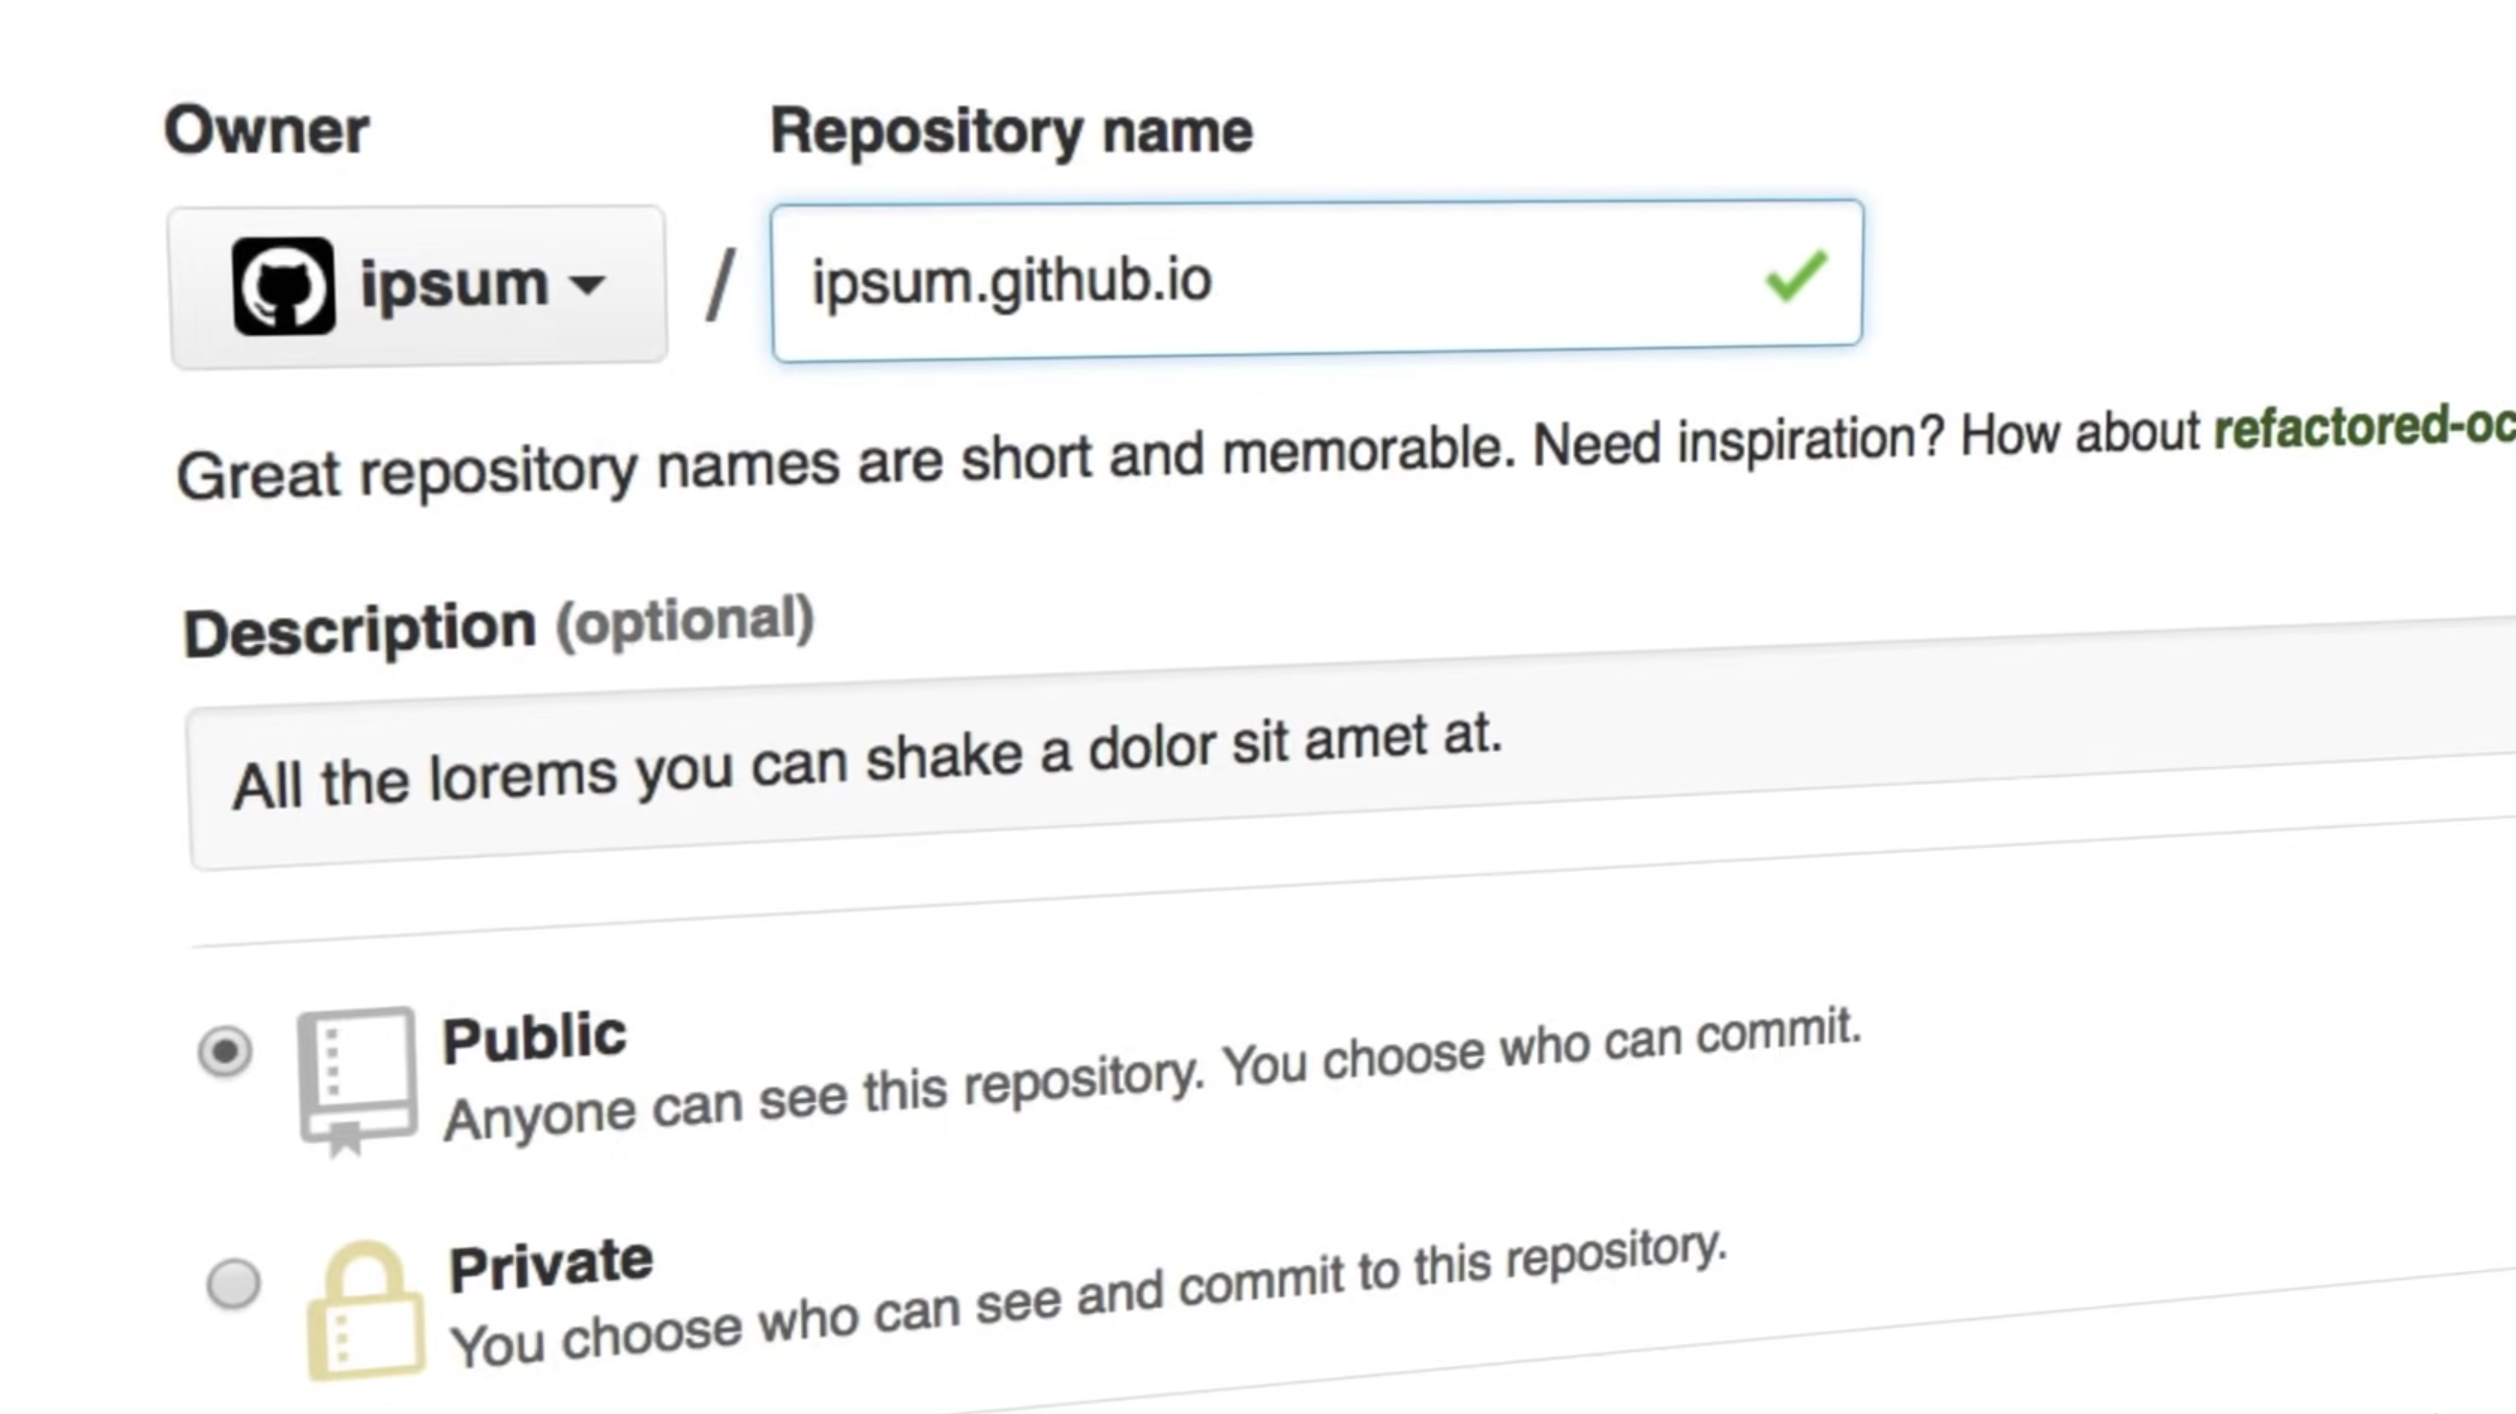 Owner
Repository name
ipsum / ipsum.github.io
Great repository names are short and memorable. Need inspiration? How about
Description (optional)
All the lorems you can shake a dolor sit amet at.
Public
Anyone can see this repository. You choose who can commit.
Private
You choose who can see and commit to this repository.